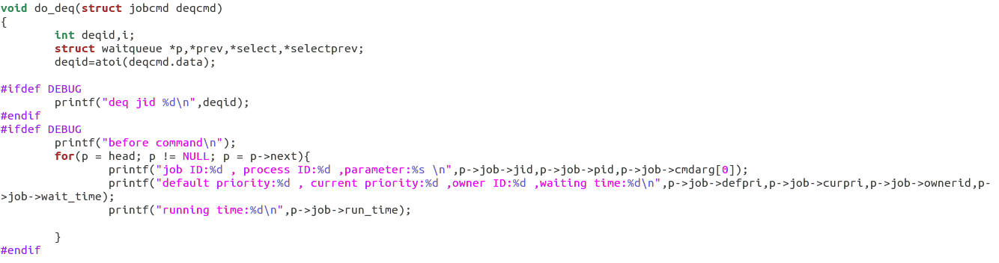 void do_deq(struct jobcmd deqcmd)
{
        int deqid,i;
        struct waitqueue *p,*prev,*select,*selectprev;
        deqid=atoi(deqcmd.data);

#ifdef DEBUG
        printf("deq jid %d\n",deqid);
#endif
#ifdef DEBUG
        printf("before command\n");
        for(p = head; p != NULL; p = p->next){
                printf("job ID:%d , process ID:%d ,parameter:%s \n",p->job->jid,p->job->pid,p->job->cmdarg[0]);
                printf("default priority:%d , current priority:%d ,owner ID:%d ,waiting time:%d\n",p->job->defpri,p->job->curpri,p->job->ownerid,p-
>job->wait_time);
                printf("running time:%d\n",p->job->run_time);

        }
#endif